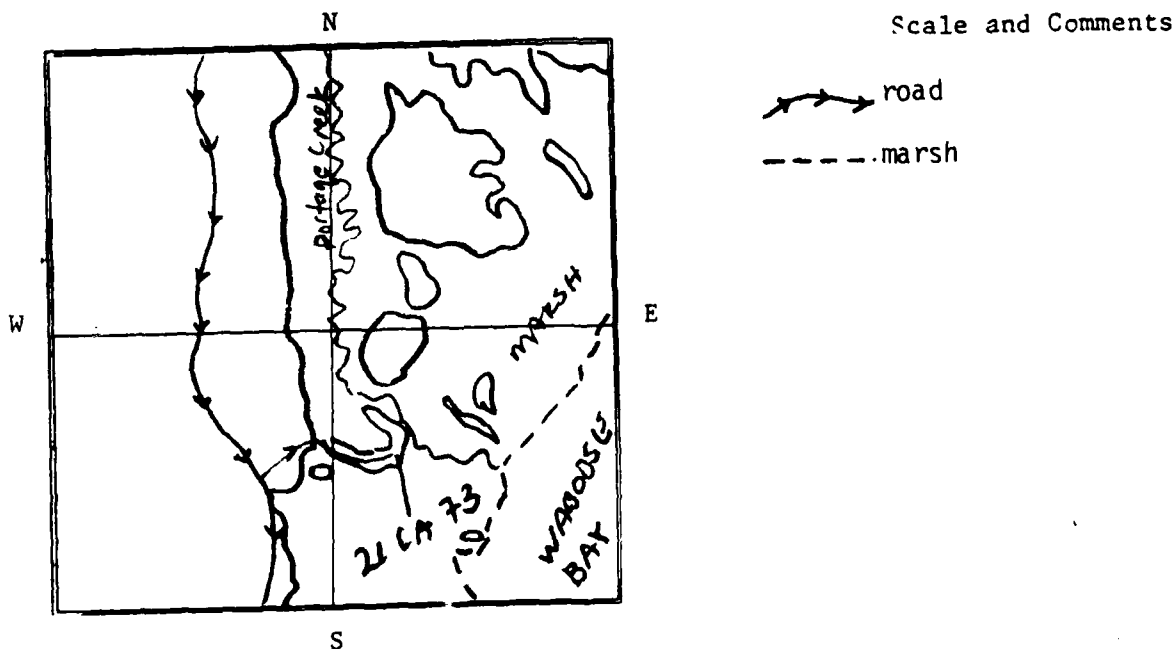 N
Scale and Comments
road
marsh
portage Creek
W
E
MARSH
21 CA 73
WABOOSE
BAY
S